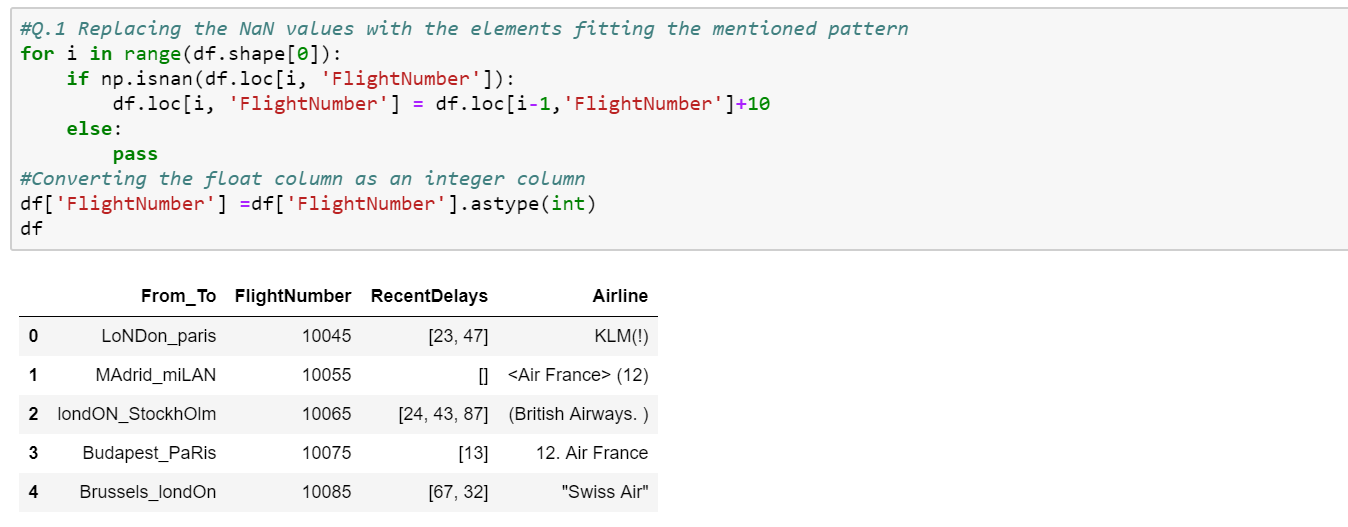 #Q.1 Replacing the NaN values with the elements fitting the mentioned pattern
for i in range(df.shape[0]):
    if np.isnan(df.loc[i, 'FlightNumber']):
        df.loc[i, 'FlightNumber'] = df.loc[i-1,'FlightNumber']+10
    else:
        pass
#Converting the float column as an integer column
df['FlightNumber'] =df['FlightNumber'].astype(int)
df
From_To FlightNumber RecentDelays Airline
0 LoNDon_paris 10045 [23, 47] KLM(!)
1 MAdrid_miLAN 10055 [] <Air France> (12)
2 londON_StockhOlm 10065 [24, 43, 87] (British Airways. )
3 Budapest_PaRis 10075 [13] 12. Air France
4 Brussels_londOn 10085 [67, 32] "Swiss Air"